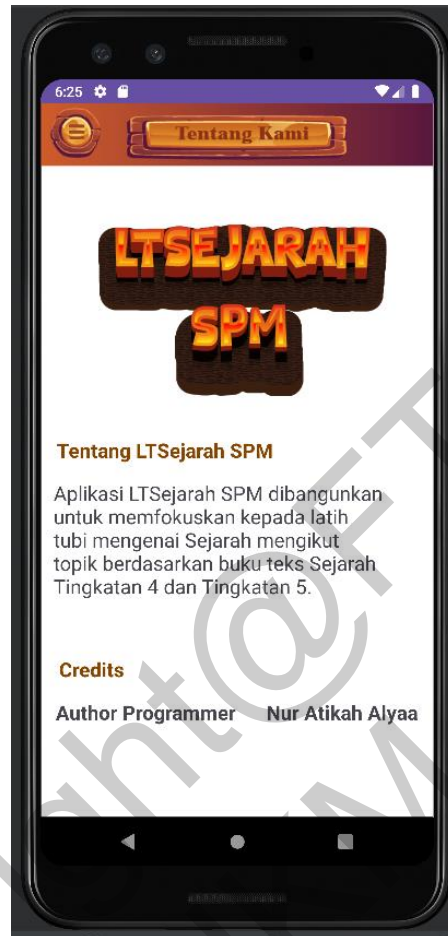 6:25
Tentang Kami
LTSEJARAH
SPM
Tentang LTSejarah SPM
Aplikasi LTSejarah SPM dibangunkan
untuk memfokuskan kepada latih
tubi mengenai Sejarah mengikut
topik berdasarkan buku teks Sejarah
Tingkatan 4 dan Tingkatan 5.
Credits
Author Programmer Nur Atikah Alyaa